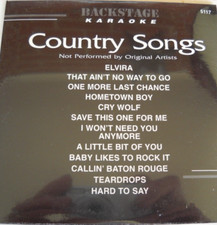 BACKSTAGE
KARAOKE
5117
Country Songs
Not Performed by Original Artists
ELVIRA
THAT AIN'T NO WAY TO GO
ONE MORE LAST CHANCE
HOMETOWN BOY
CRY WOLF
SAVE THIS ONE FOR ME
I WON'T NEED YOU
ANYMORE
A LITTLE BIT OF YOU
BABY LIKES TO ROCK IT
CALLIN' BATON ROUGE
TEARDROPS
HARD TO SAY